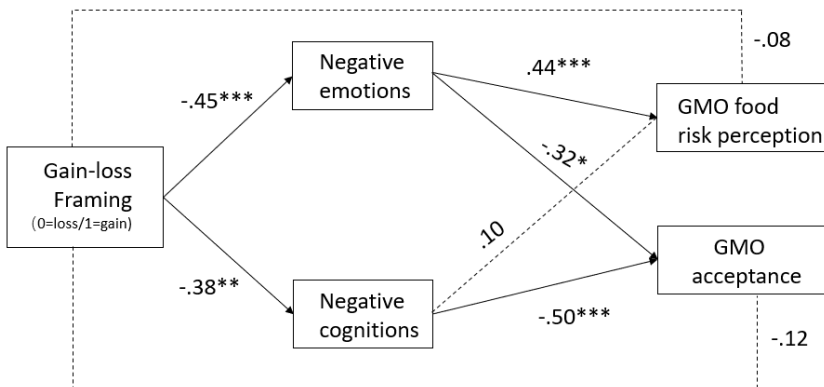 -.08
Negative
emotions
.44***
-.45***
GMO food
risk perception
-.32*
Gain-loss
Framing
(0=loss/1=gain)
.10
GMO
acceptance
-.38**
Negative
cognitions
-.50***
-.12